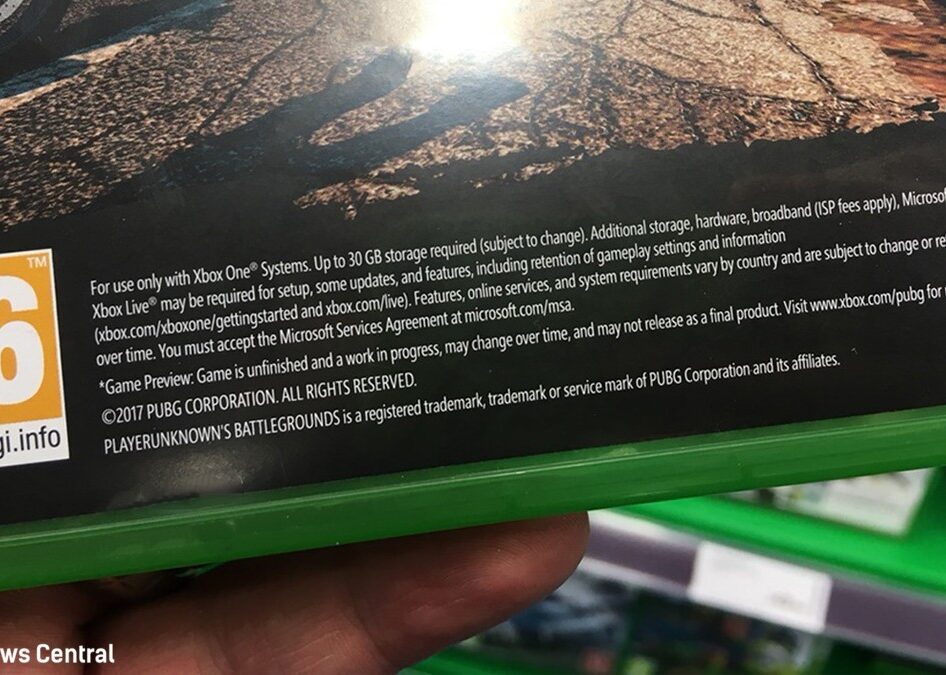 For use only with Xbox One® Systems. Up to 30 GB storage required (subject to change). Additional storage, hardware, broadband (ISP fees apply), Microsof
Xbox Live® may be required for setup, some updates, and features, including retention of gameplay settings and information
(xbox.com/xboxone/gettingstarted and xbox.com/live). Features, online services, and system requirements vary by country and are subject to change or re
over time. You must accept the Microsoft Services Agreement at microsoft.com/msa.
*Game Preview: Game is unfinished and a work in progress, may change over time, and may not release as a final product. Visit www.xbox.com/pubg for
©2017 PUBG CORPORATION. ALL RIGHTS RESERVED.
PLAYERUNKNOWN'S BATTLEGROUNDS is a registered trademark, trademark or service mark of PUBG Corporation and its affiliates.
TM
6
gi.info
ws Central